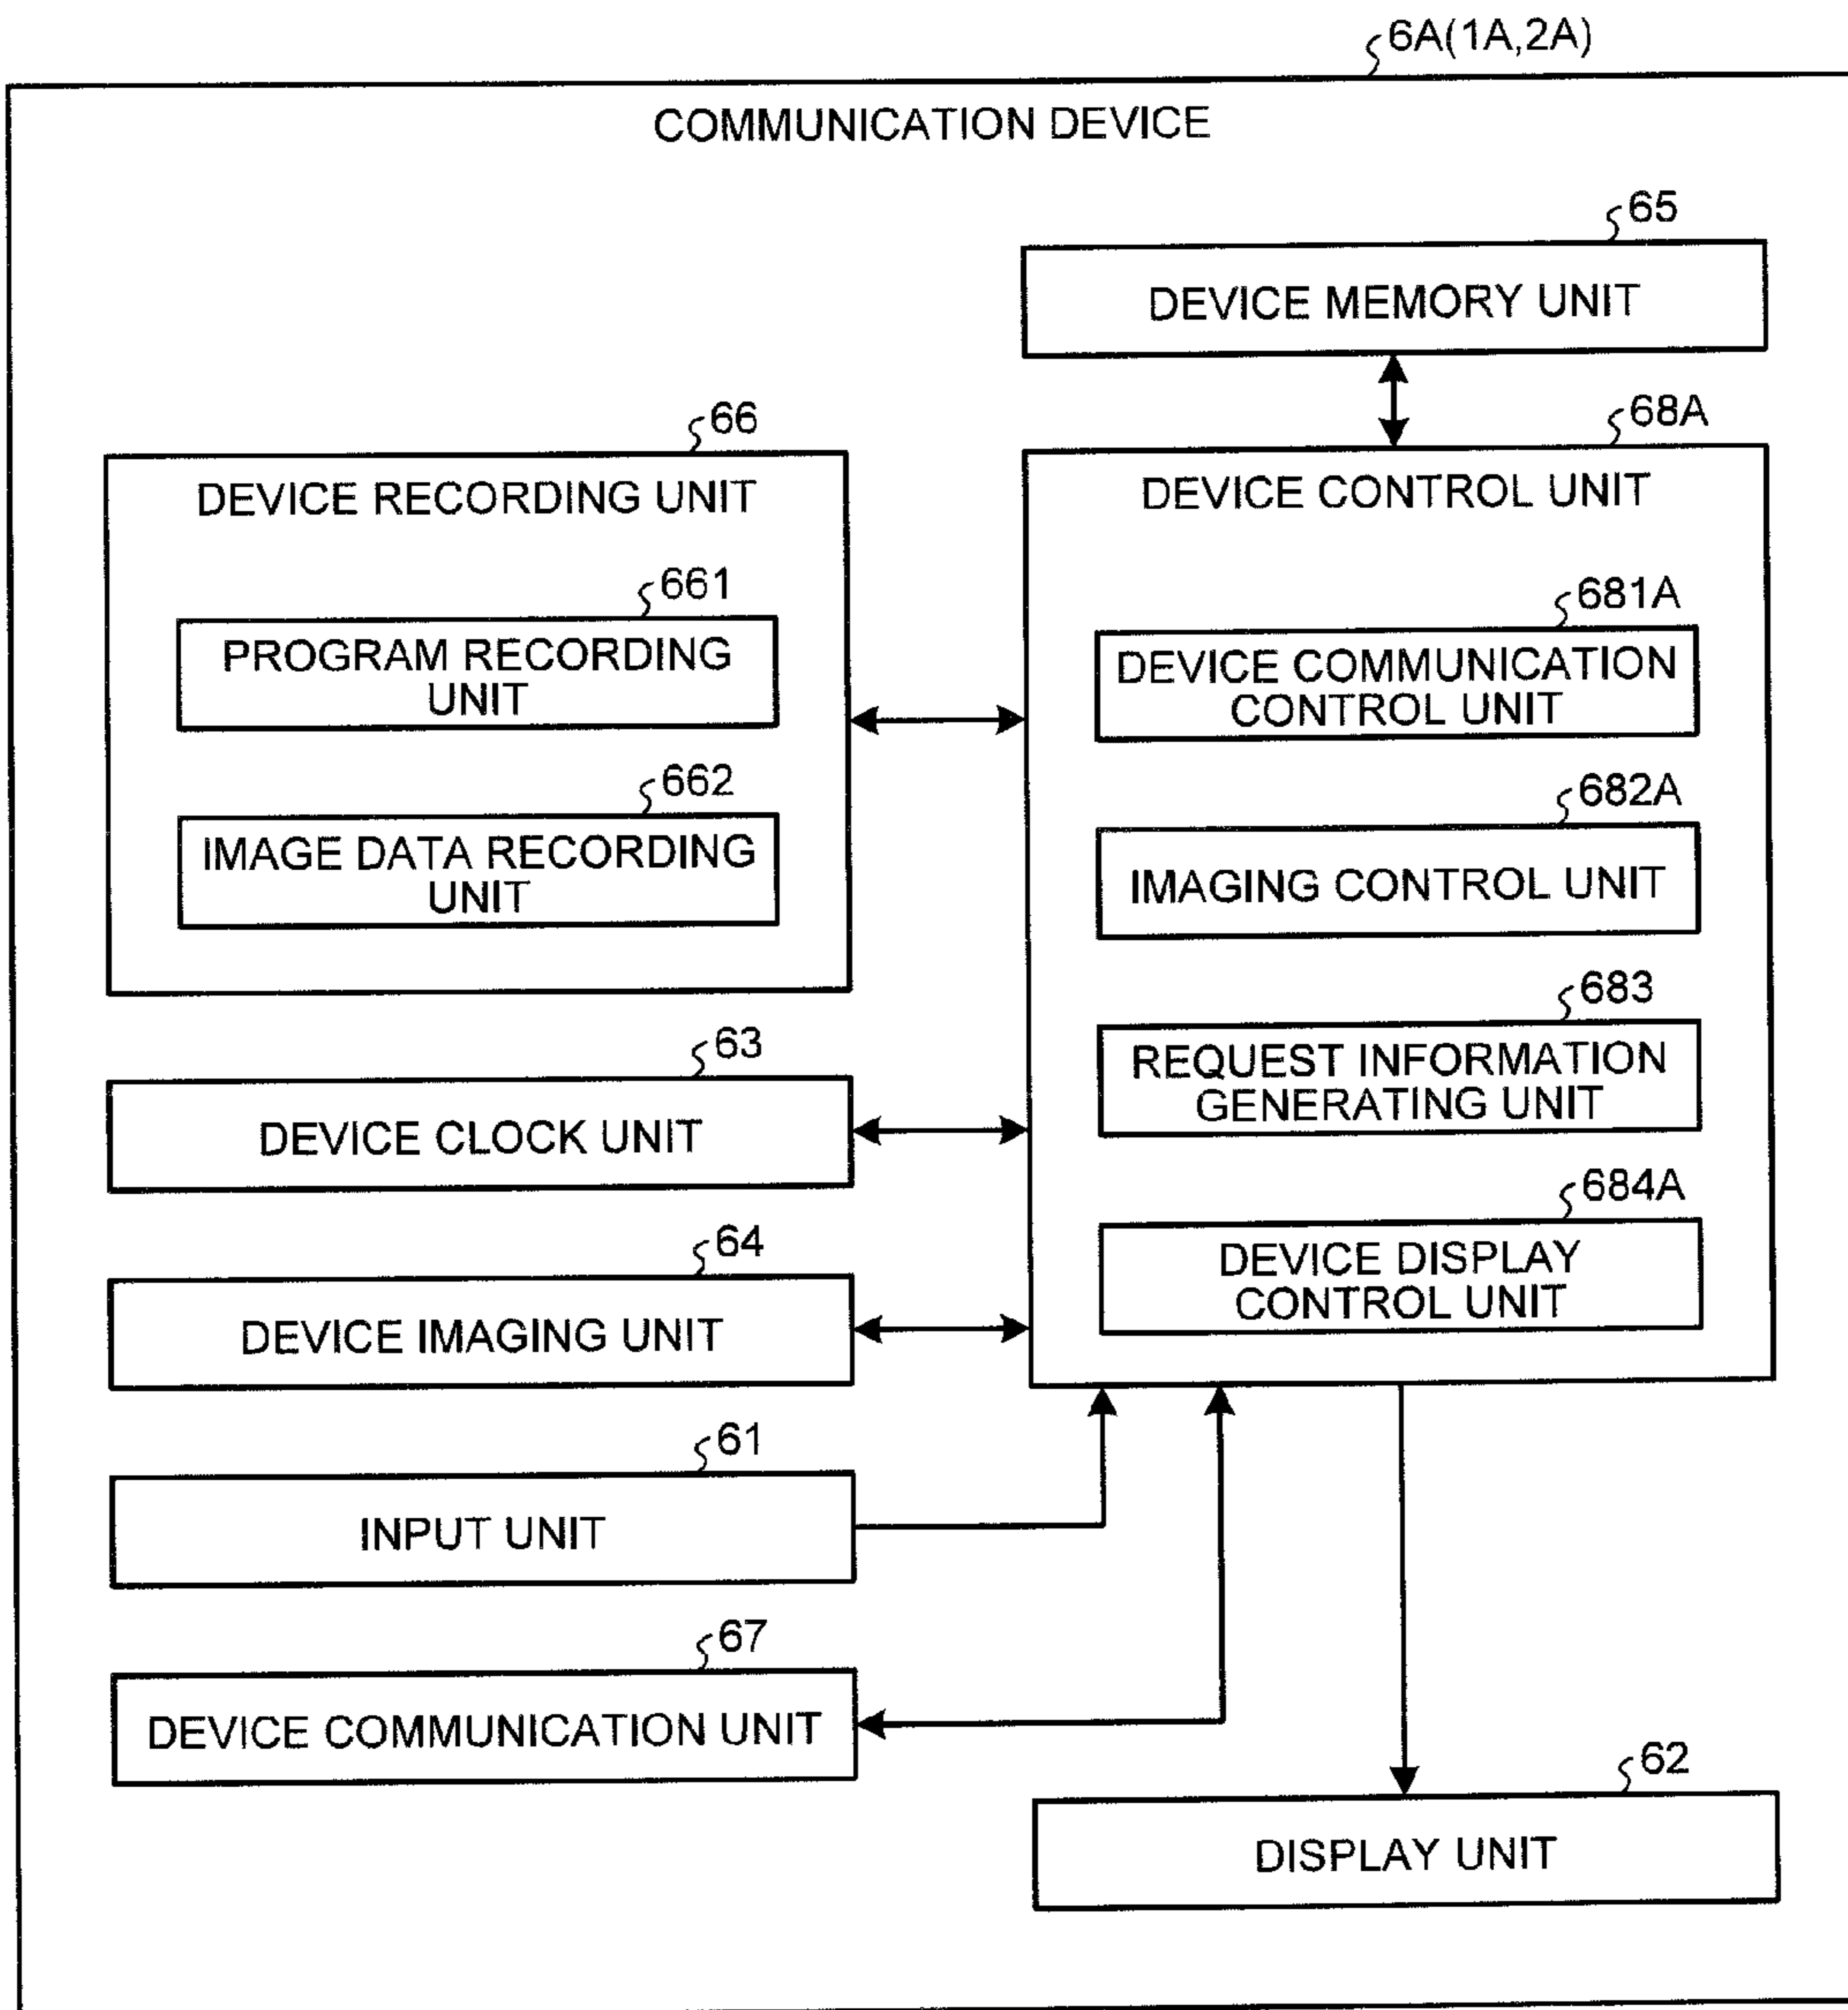 6A(1A,2A)
COMMUNICATION DEVICE
65
DEVICE MEMORY UNIT
66
DEVICE RECORDING UNIT
661
PROGRAM RECORDING
UNIT
662
IMAGE DATA RECORDING
UNIT
68A
DEVICE CONTROL UNIT
681A
DEVICE COMMUNICATION
CONTROL UNIT
682A
IMAGING CONTROL UNIT
683
REQUEST INFORMATION
GENERATING UNIT
684A
DEVICE DISPLAY
CONTROL UNIT
63
DEVICE CLOCK UNIT
64
DEVICE IMAGING UNIT
61
INPUT UNIT
67
DEVICE COMMUNICATION UNIT
62
DISPLAY UNIT